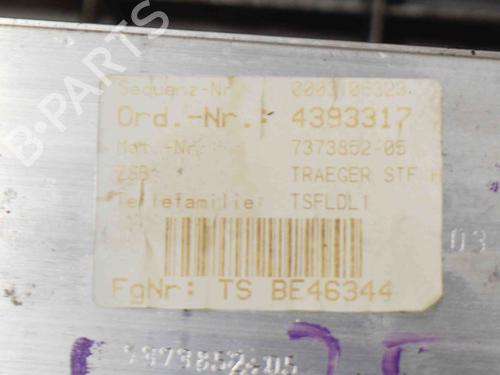 B-PARTS
Sequenz-Nr. 0003106323
Ord.-Nr.: 4393317
Mat.-Nr. 7373852-05
ZSB: TRAEGER STF H
Teilefamilie: TSFLDL1
FgNr: TS BE46344
03
7373852-05